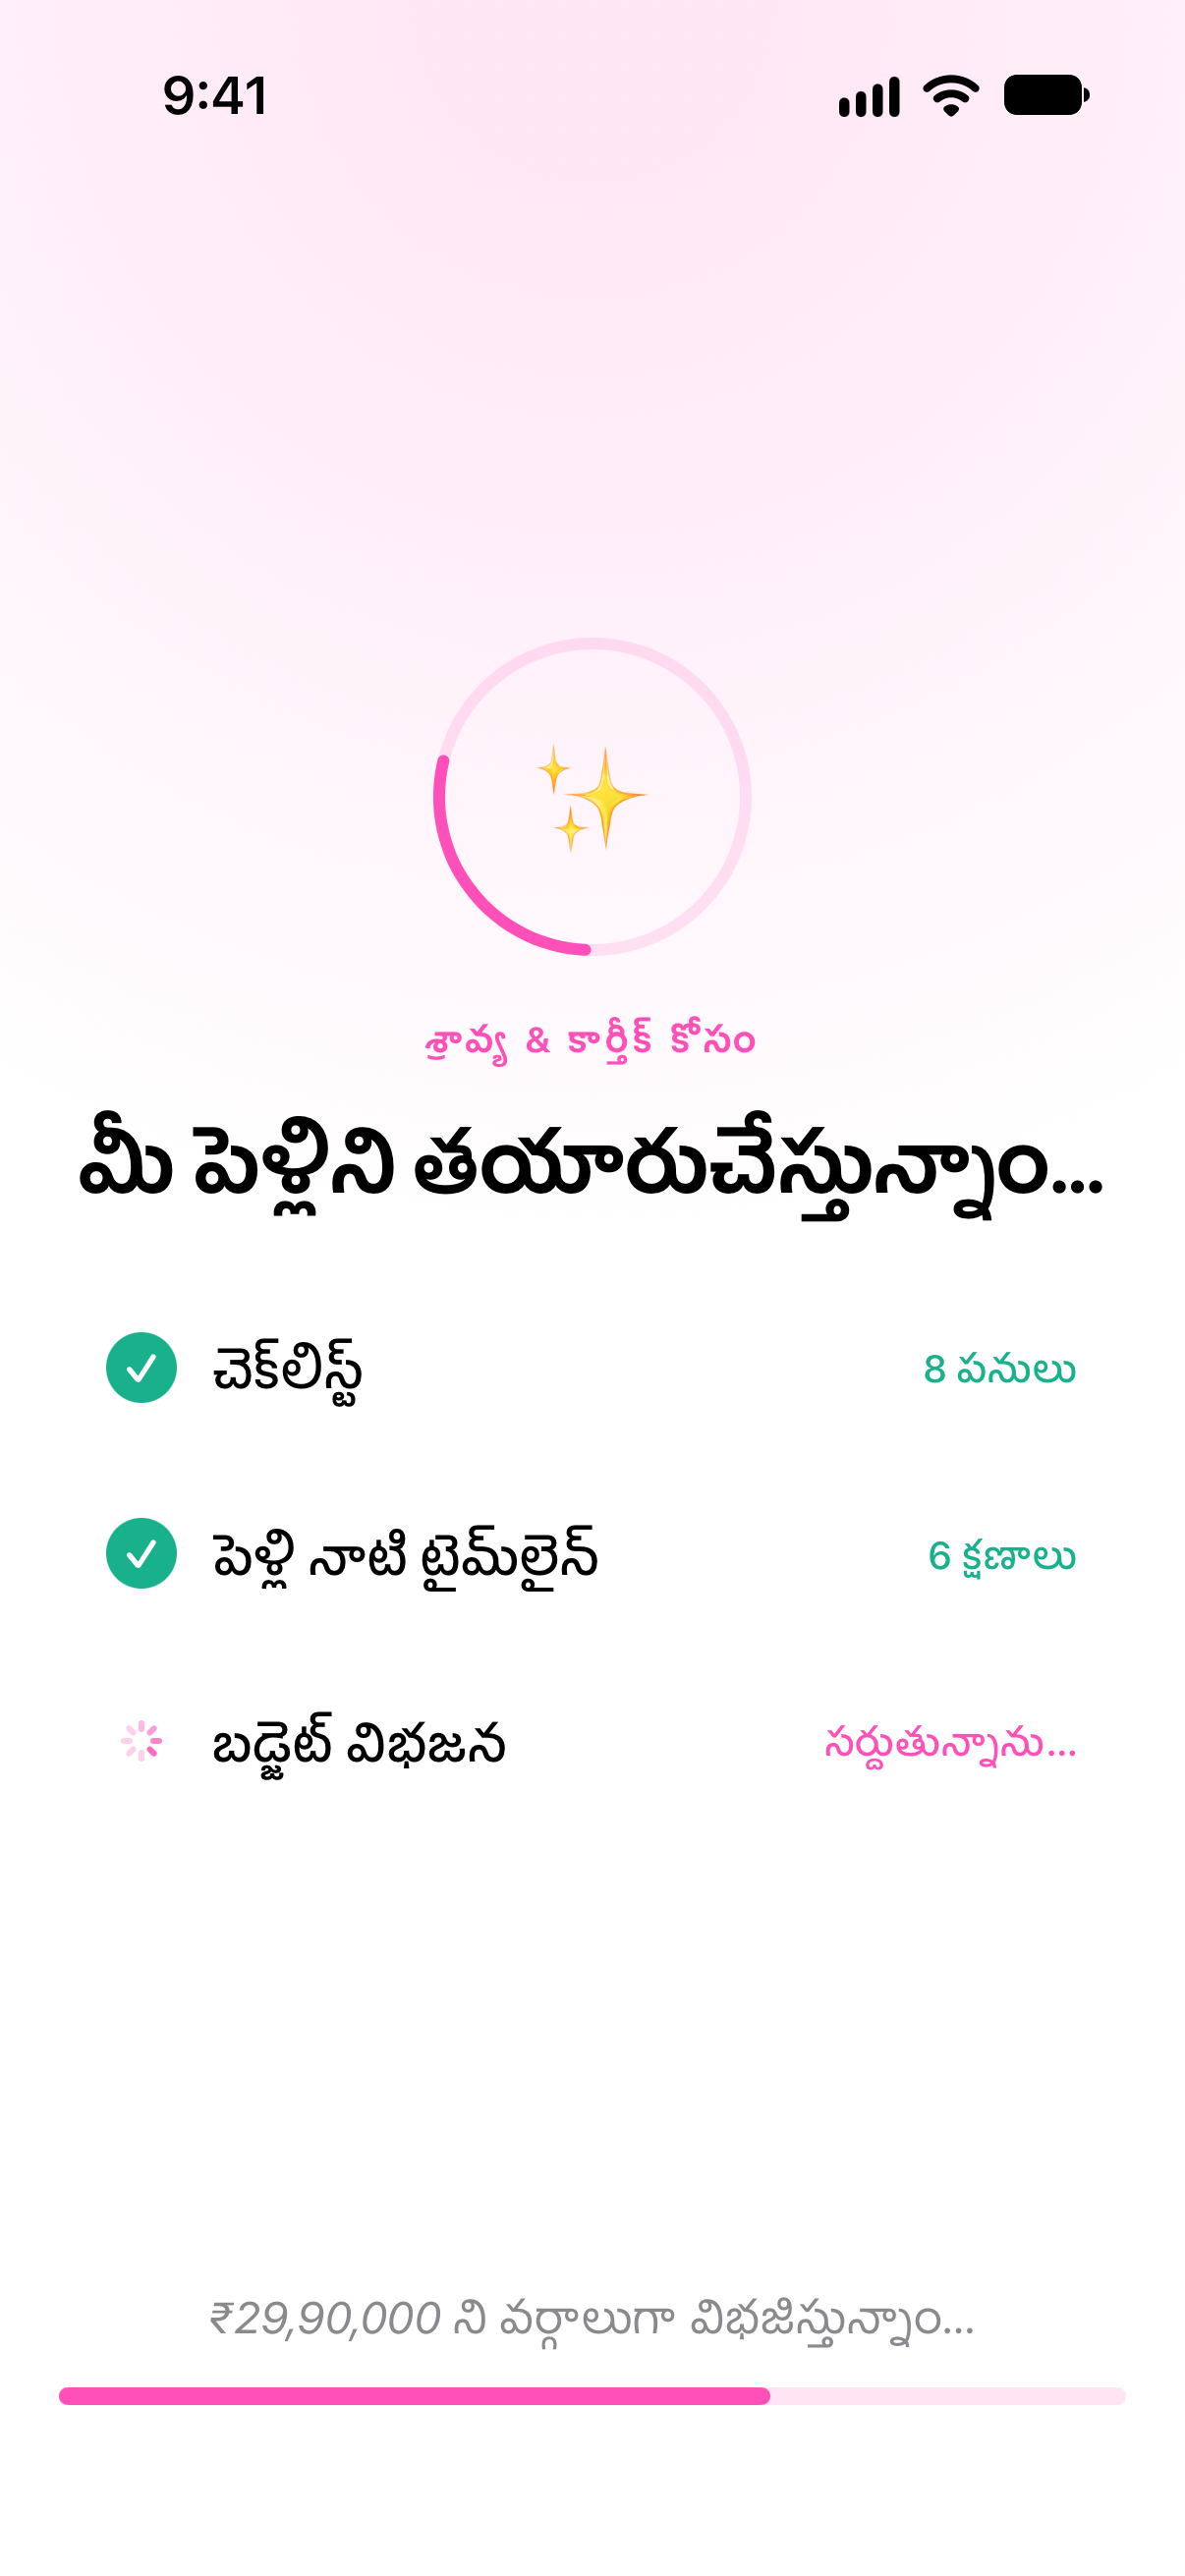 9:41
శ్రావ్య & కార్తీక్ కోసం
మీ పెళ్లిని తయారుచేస్తున్నాం...
చెక్‌లిస్ట్
8 పనులు
పెళ్లి నాటి టైమ్‌లైన్
6 క్షణాలు
బడ్జెట్ విభజన
సర్దుతున్నాను...
₹29,90,000 ని వర్గాలుగా విభజిస్తున్నాం...